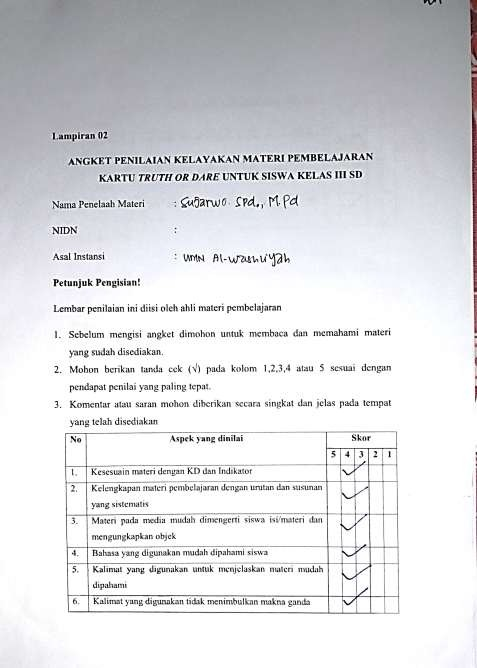 Lampiran 02
ANGKET PENILAIAN KELAYAKAN MATERI PEMBELAJARAN
KARTU TRUTH OR DARE UNTUK SISWA KELAS III SD
Nama Penelaah Materi : Sujarwo. Spd., M.Pd
NIDN :
Asal Instansi : UMN Al-washliyah
Petunjuk Pengisian!
Lembar penilaian ini diisi oleh ahli materi pembelajaran
1. Sebelum mengisi angket dimohon untuk membaca dan memahami materi
yang sudah disediakan.
2. Mohon berikan tanda cek (√) pada kolom 1,2,3,4 atau 5 sesuai dengan
pendapat penilai yang paling tepat.
3. Komentar atau saran mohon diberikan secara singkat dan jelas pada tempat
yang telah disediakan
No Aspek yang dinilai Skor
5 4 3 2 1
1. Kesesuain materi dengan KD dan Indikator ✓
2. Kelengkapan materi pembelajaran dengan urutan dan susunan
yang sistematis ✓
3. Materi pada media mudah dimengerti siswa isi/materi dan
mengungkapkan objek ✓
4. Bahasa yang digunakan mudah dipahami siswa ✓
5. Kalimat yang digunakan untuk menjelaskan materi mudah
dipahami ✓
6. Kalimat yang digunakan tidak menimbulkan makna ganda ✓